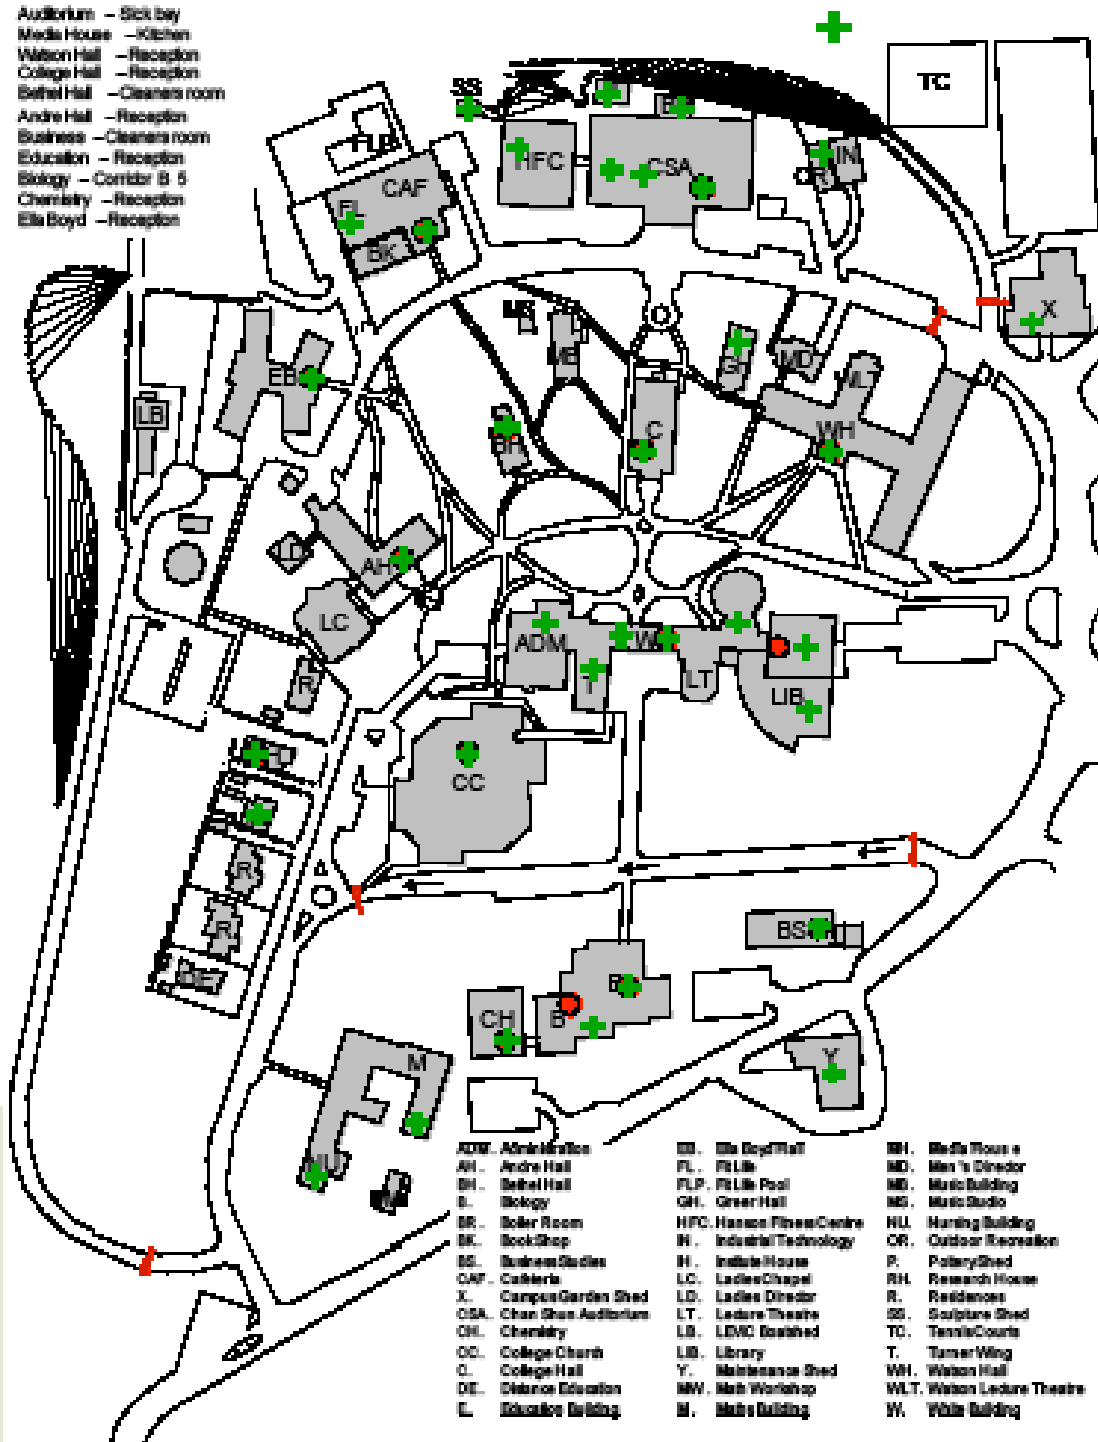 Auditorium – Sick bay
Media House – Kitchen
Watson Hall – Reception
College Hall – Reception
Bethel Hall – Cleaners room
Andre Hall – Reception
Business – Cleaners room
Education – Reception
Biology – Corridor B 5
Chemistry – Reception
Ella Boyd – Reception
SS
TC
FLP
HFC
CSA
IN
OR
CAF
FL
BK
X
MS
MB
GH
MD
WLT
EB
LB
C
WH
BH
LD
AH
LC
ADM
W
T
LT
LIB
R
CC
R
R
DE
BS
E
CH
B
M
Y
NU
MW
ADM. Administration
AH. Andre Hall
BH. Bethel Hall
B. Biology
BR. Boiler Room
BK. Book Shop
BS. Business Studies
CAF. Cafeteria
X. Campus Garden Shed
CSA. Chan Shun Auditorium
CH. Chemistry
CC. College Church
C. College Hall
DE. Distance Education
E. Education Building
EB. Ella Boyd Hall
FL. Fit Life
FLP. Fit Life Pool
GH. Greer Hall
HFC. Hanson Fitness Centre
IN. Industrial Technology
IH. Institute House
LC. Ladies Chapel
LD. Ladies Director
LT. Lecture Theatre
LB. LEMC Boatshed
LIB. Library
Y. Maintenance Shed
MW. Math Workshop
M. Maths Building
MH. Media House
MD. Men's Director
MB. Music Building
MS. Music Studio
NU. Nursing Building
OR. Outdoor Recreation
P. Pottery Shed
RH. Research House
R. Residences
SS. Sculpture Shed
TC. Tennis Courts
T. Turner Wing
WH. Watson Hall
WLT. Watson Lecture Theatre
W. White Building